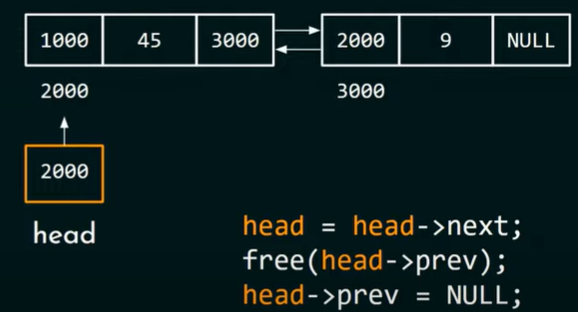 1000 45 3000 2000 9 NULL
2000 3000
2000
head
head = head->next;
free(head->prev);
head->prev = NULL;